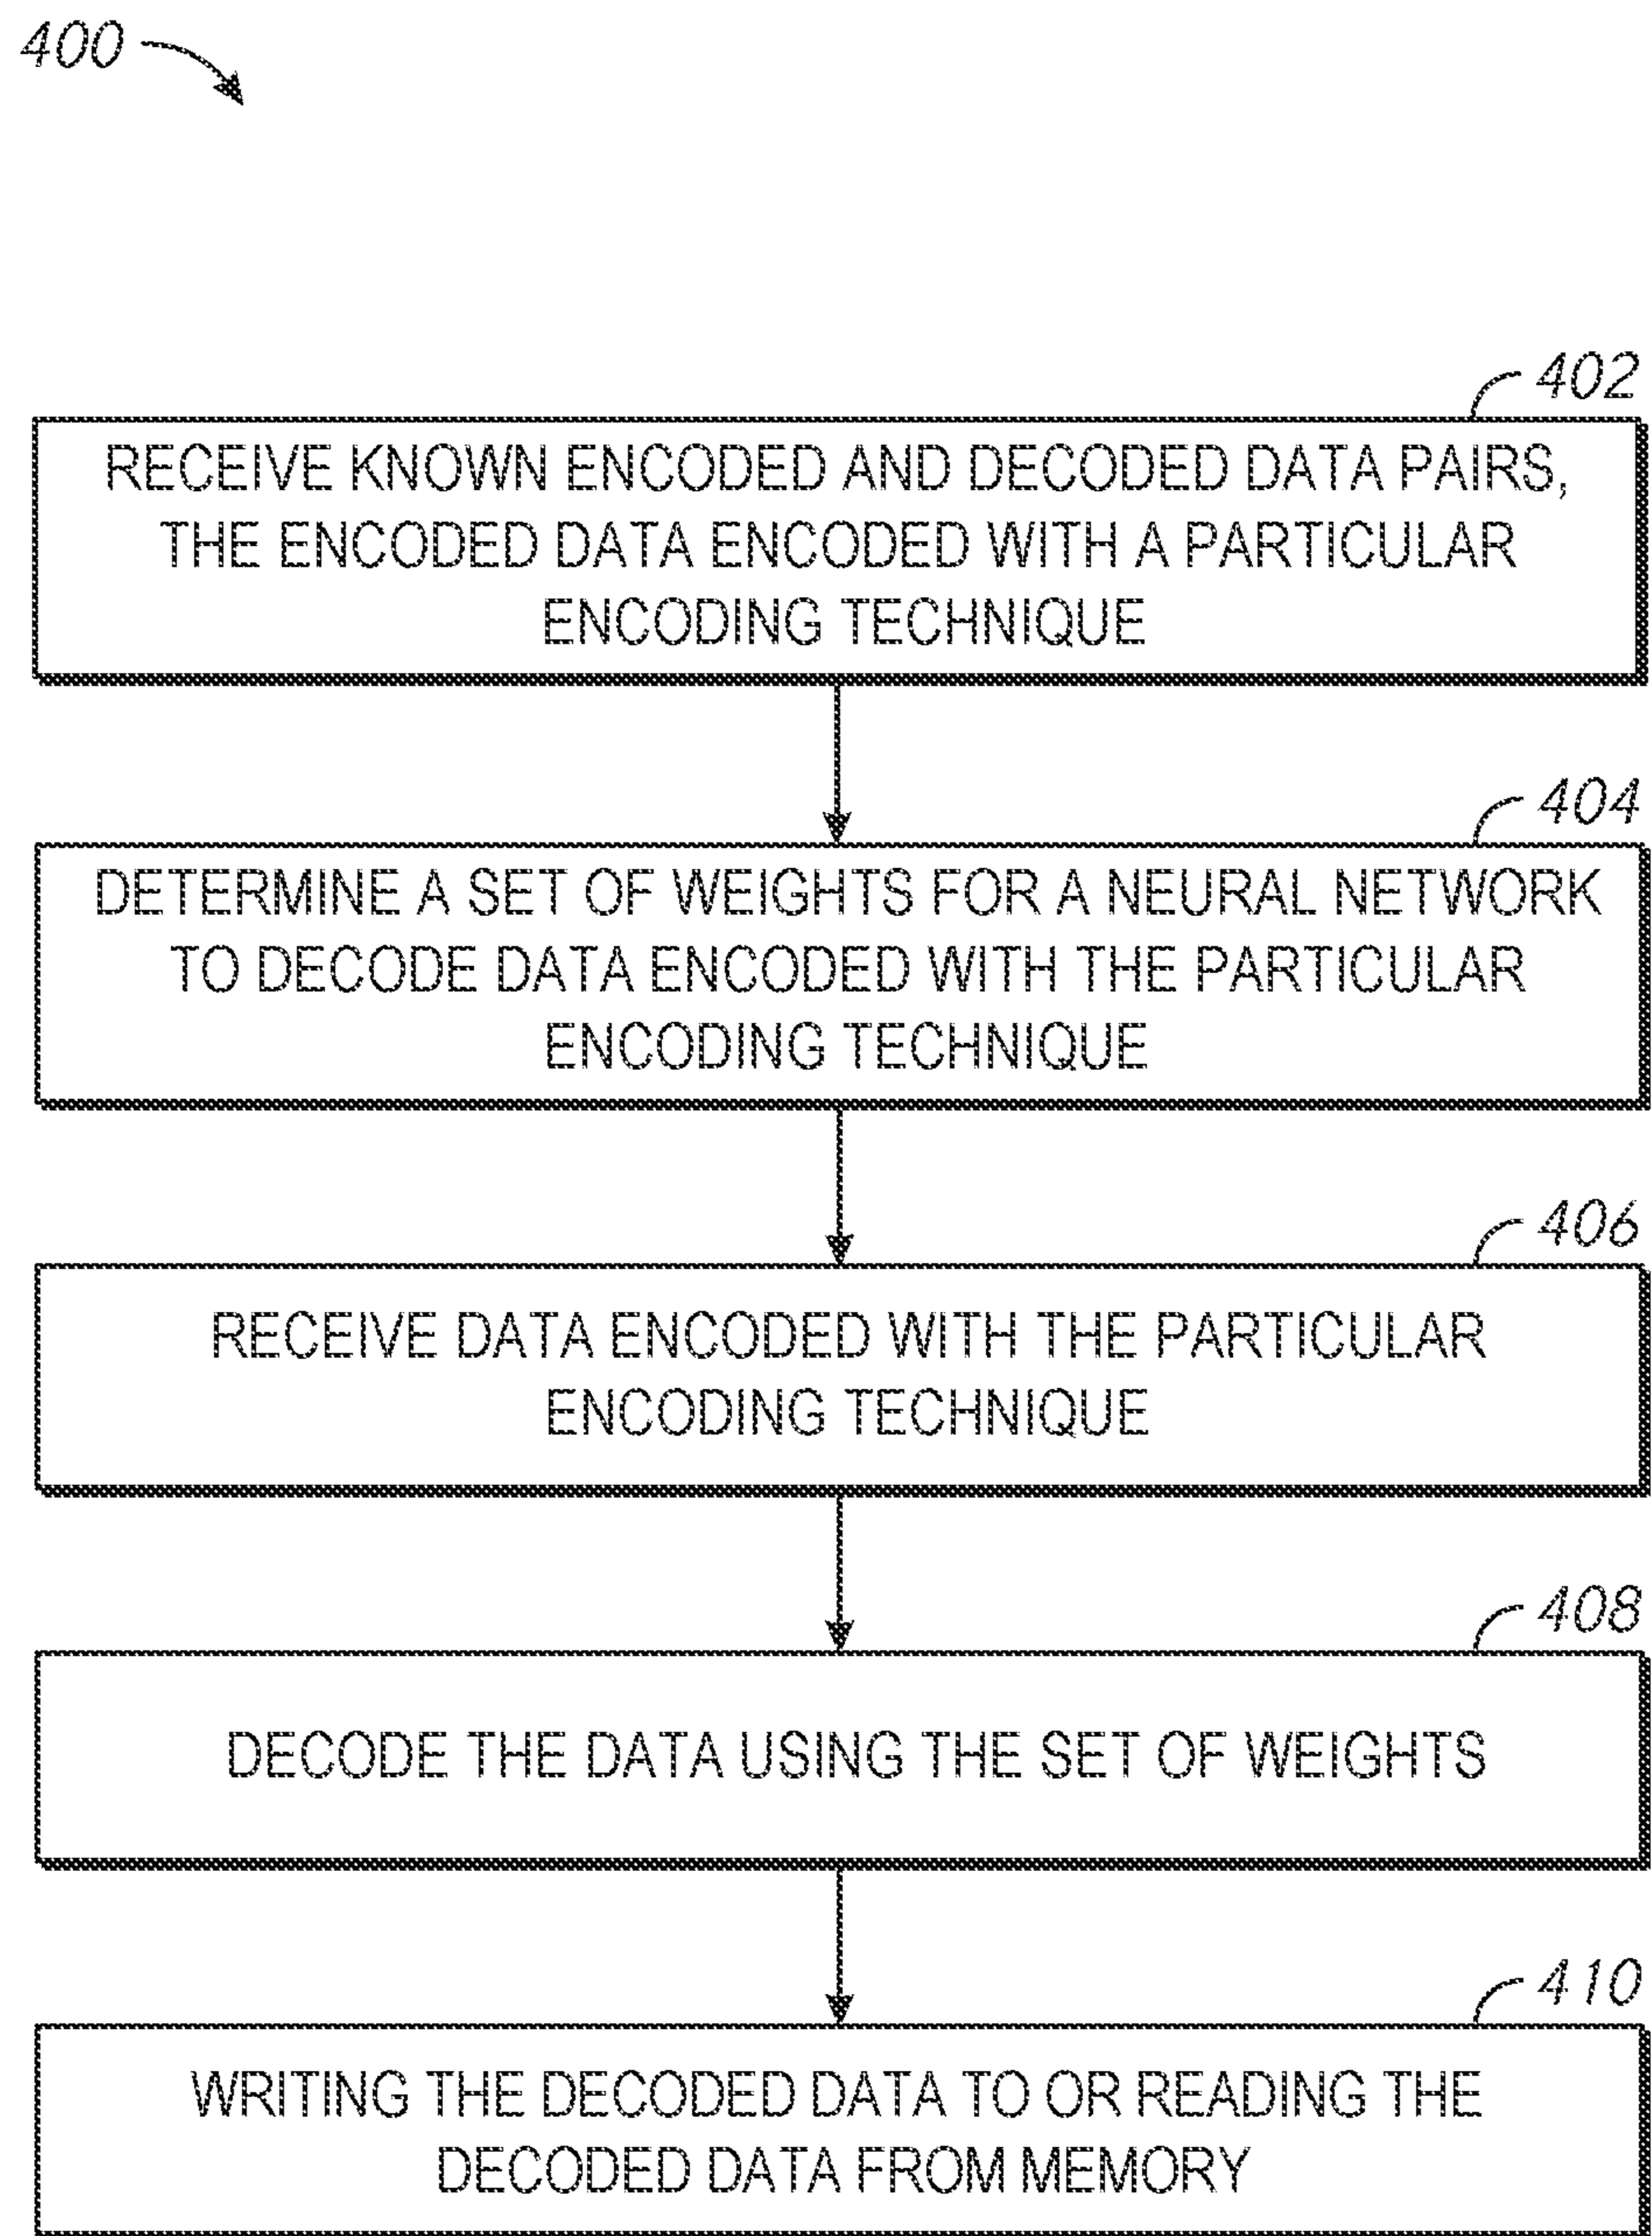 400
402
RECEIVE KNOWN ENCODED AND DECODED DATA PAIRS,
THE ENCODED DATA ENCODED WITH A PARTICULAR
ENCODING TECHNIQUE
404
DETERMINE A SET OF WEIGHTS FOR A NEURAL NETWORK
TO DECODE DATA ENCODED WITH THE PARTICULAR
ENCODING TECHNIQUE
406
RECEIVE DATA ENCODED WITH THE PARTICULAR
ENCODING TECHNIQUE
408
DECODE THE DATA USING THE SET OF WEIGHTS
410
WRITING THE DECODED DATA TO OR READING THE
DECODED DATA FROM MEMORY